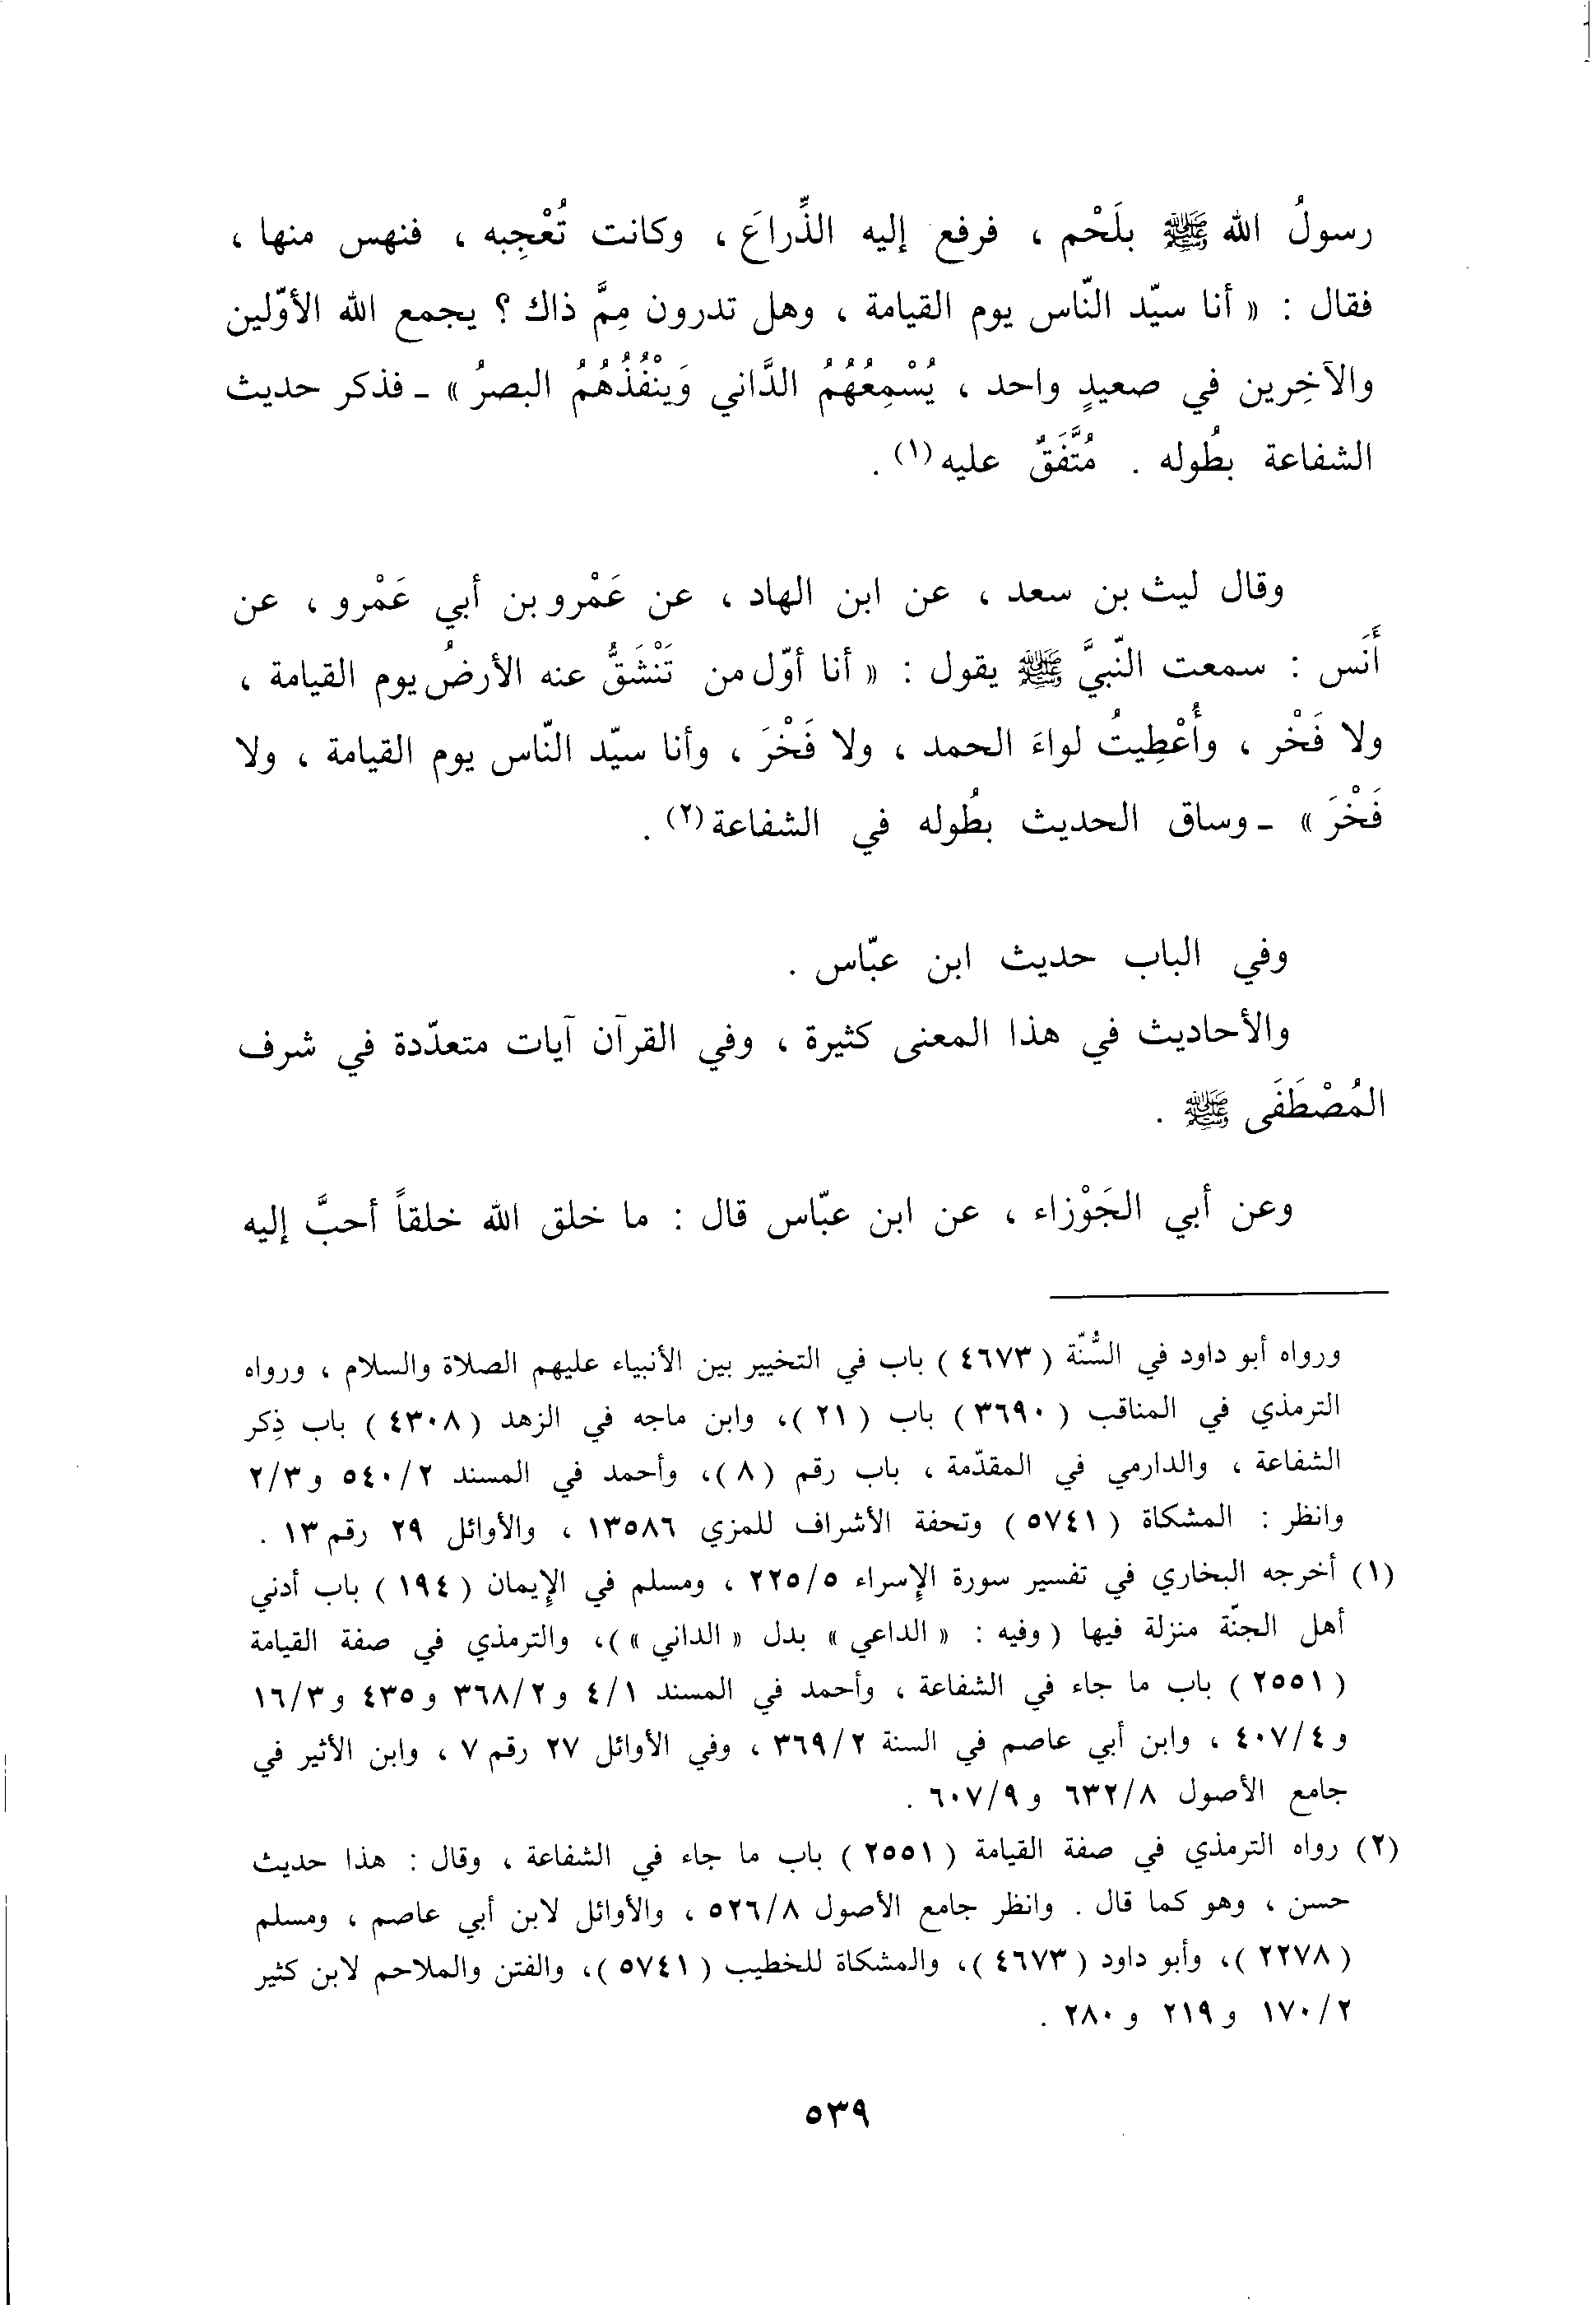 رسولُ الله ﷺ بلَحْم ، فرفع إليه الذِّراعَ ، وكانت تُعْجِبه ، فنهس منها ،
فقال : « أنا سيّد النّاس يوم القيامة ، وهل تدرون مِمَّ ذاك ؟ يجمع الله الأوّلين
والآخِرين في صعيدٍ واحد ، يُسْمِعُهُمُ الدَّاني وَينْفُذُهُمُ البصرُ » ـ فذكر حديث
الشفاعة بطُوله . مُتَّفَقٌ عليه(١) .
وقال ليث بن سعد ، عن ابن الهاد ، عن عَمْرو بن أبي عَمْرو ، عن
أَنَس : سمعت النّبيَّ ﷺ يقول : « أنا أوّل من تَنْشَقُّ عنه الأرضُ يوم القيامة ،
ولا فَخْر ، وأُعْطِيتُ لواءَ الحمد ، ولا فَخْرَ ، وأنا سيّد النّاس يوم القيامة ، ولا
فَخْرَ » ـ وساق الحديث بطُوله في الشفاعة(٢) .
وفي الباب حديث ابن عبّاس .
والأحاديث في هذا المعنى كثيرة ، وفي القرآن آيات متعدّدة في شرف
المُصْطَفَى ﷺ .
وعن أبي الجَوْزاء ، عن ابن عبّاس قال : ما خلق الله خلقاً أحبَّ إليه
ورواه أبو داود في السُّنّة ( ٤٦٧٣ ) باب في التخيير بين الأنبياء عليهم الصلاة والسلام ، ورواه
الترمذي في المناقب ( ٣٦٩٠ ) باب ( ٢١ )، وابن ماجه في الزهد ( ٤٣٠٨ ) باب ذِكر
الشفاعة ، والدارمي في المقدّمة ، باب رقم ( ٨ )، وأحمد في المسند ٥٤٠/٢ و ٢/٣
وانظر : المشكاة ( ٥٧٤١ ) وتحفة الأشراف للمزي ١٣٥٨٦ ، والأوائل ٢٩ رقم ١٣ .
(١) أخرجه البخاري في تفسير سورة الإسراء ٢٢٥/٥ ، ومسلم في الإيمان ( ١٩٤ ) باب أدني
أهل الجنّة منزلة فيها ( وفيه : « الداعي » بدل « الداني » )، والترمذي في صفة القيامة
( ٢٥٥١ ) باب ما جاء في الشفاعة ، وأحمد في المسند ٤/١ و ٣٦٨/٢ و ٤٣٥ و ١٦/٣
و ٤٠٧/٤ ، وابن أبي عاصم في السنة ٣٦٩/٢ ، وفي الأوائل ٢٧ رقم ٧ ، وابن الأثير في
جامع الأصول ٦٣٢/٨ و ٦٠٧/٩ .
(٢) رواه الترمذي في صفة القيامة ( ٢٥٥١ ) باب ما جاء في الشفاعة ، وقال : هذا حديث
حسن ، وهو كما قال . وانظر جامع الأصول ٥٢٦/٨ ، والأوائل لابن أبي عاصم ، ومسلم
( ٢٢٧٨ )، وأبو داود ( ٤٦٧٣ )، والمشكاة للخطيب ( ٥٧٤١ )، والفتن والملاحم لابن كثير
١٧٠/٢ و ٢١٩ و ٢٨٠ .
٥٣٩